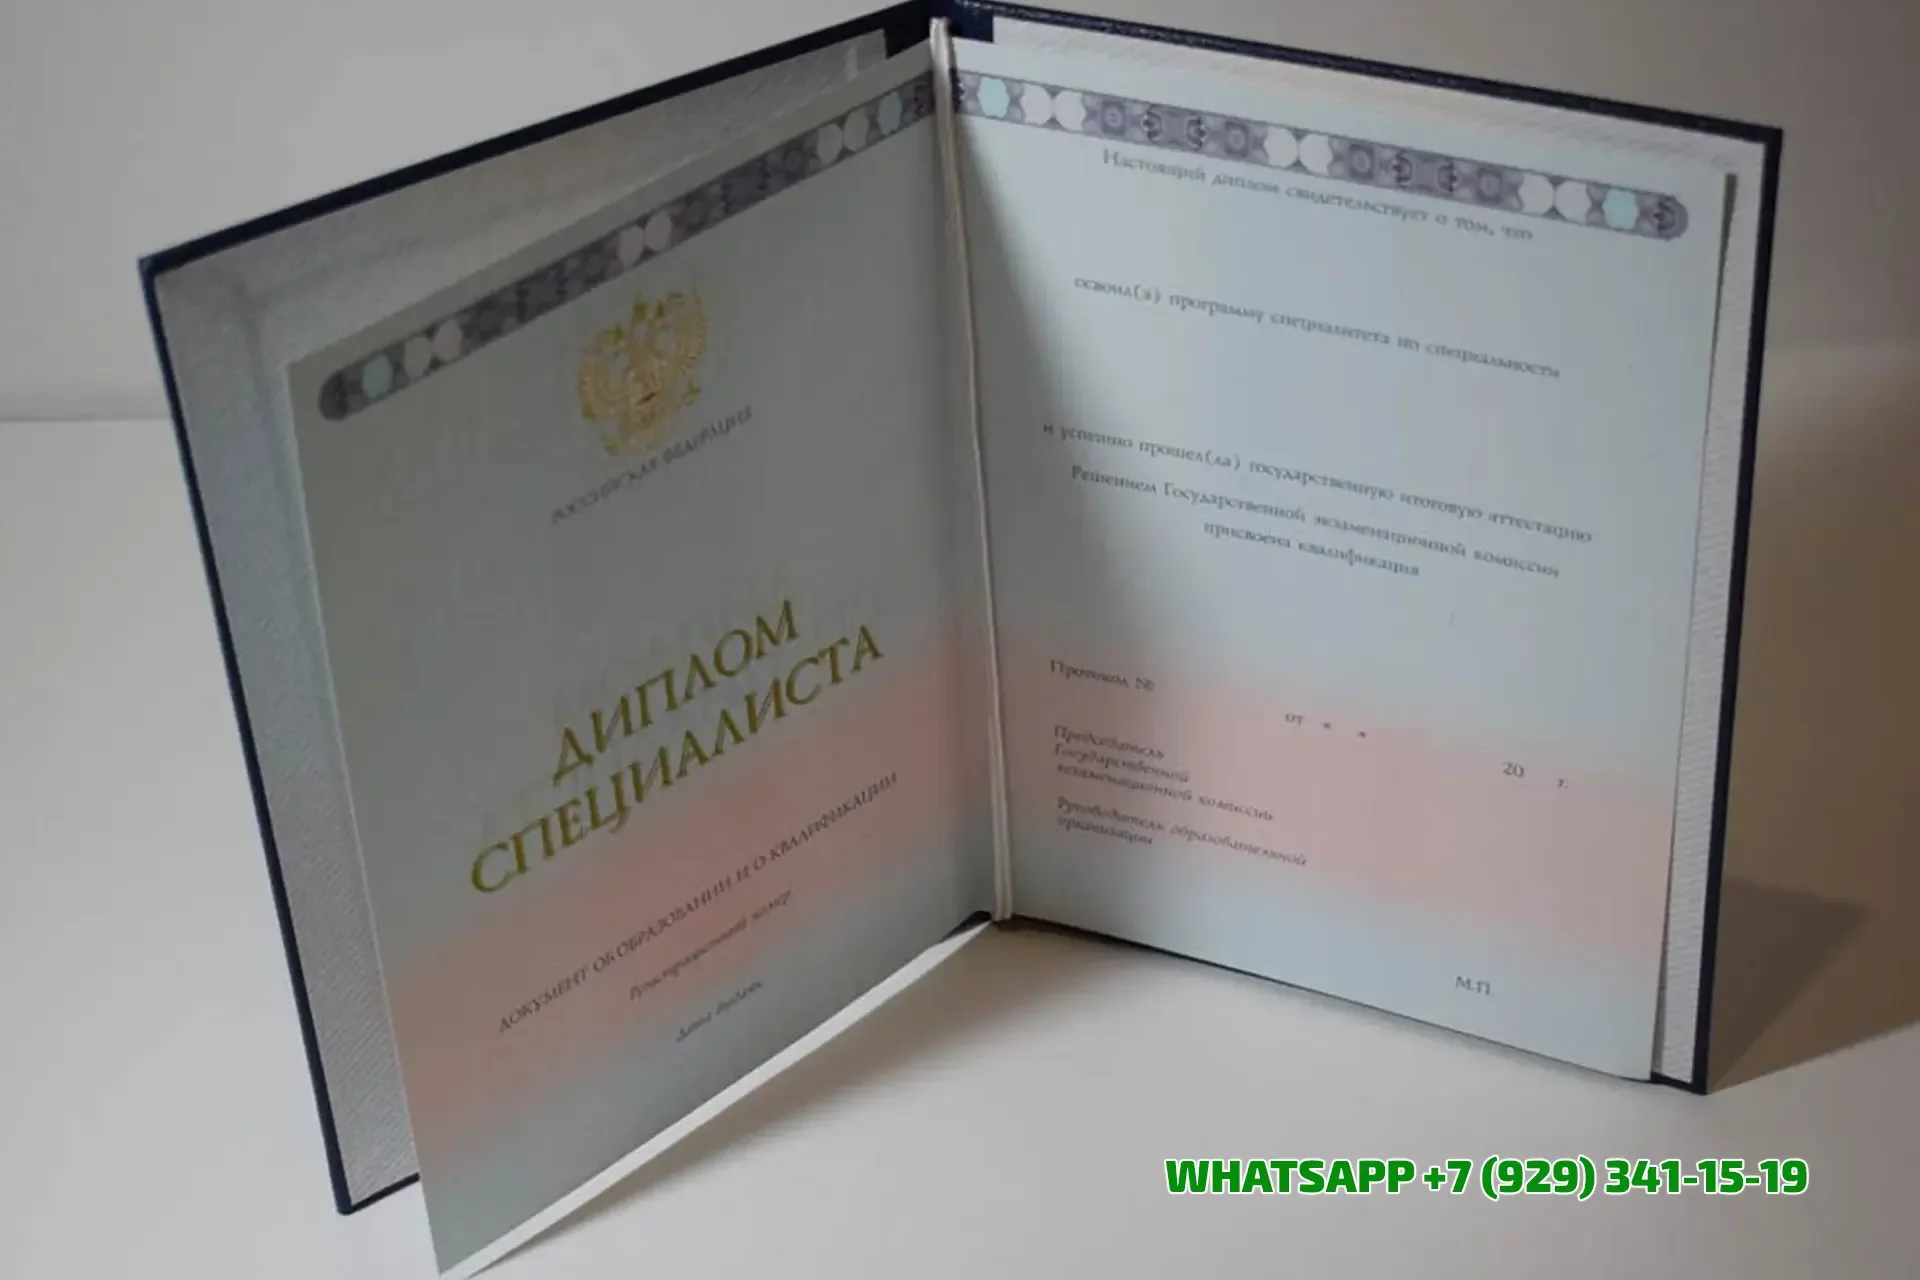 РОССИЙСКАЯ ФЕДЕРАЦИЯ
ДИПЛОМ
СПЕЦИАЛИСТА
ДОКУМЕНТ ОБ ОБРАЗОВАНИИ И О КВАЛИФИКАЦИИ
Регистрационный номер
Дата выдачи
Настоящий диплом свидетельствует о том, что
освоил(а) программу специалитета по специальности
и успешно прошел(ла) государственную итоговую аттестацию
Решением Государственной экзаменационной комиссии
присвоена квалификация
Протокол №
от « » 20 г.
Председатель
Государственной
экзаменационной комиссии
Руководитель образовательной
организации
М.П.
WHATSAPP +7 (929) 341-15-19